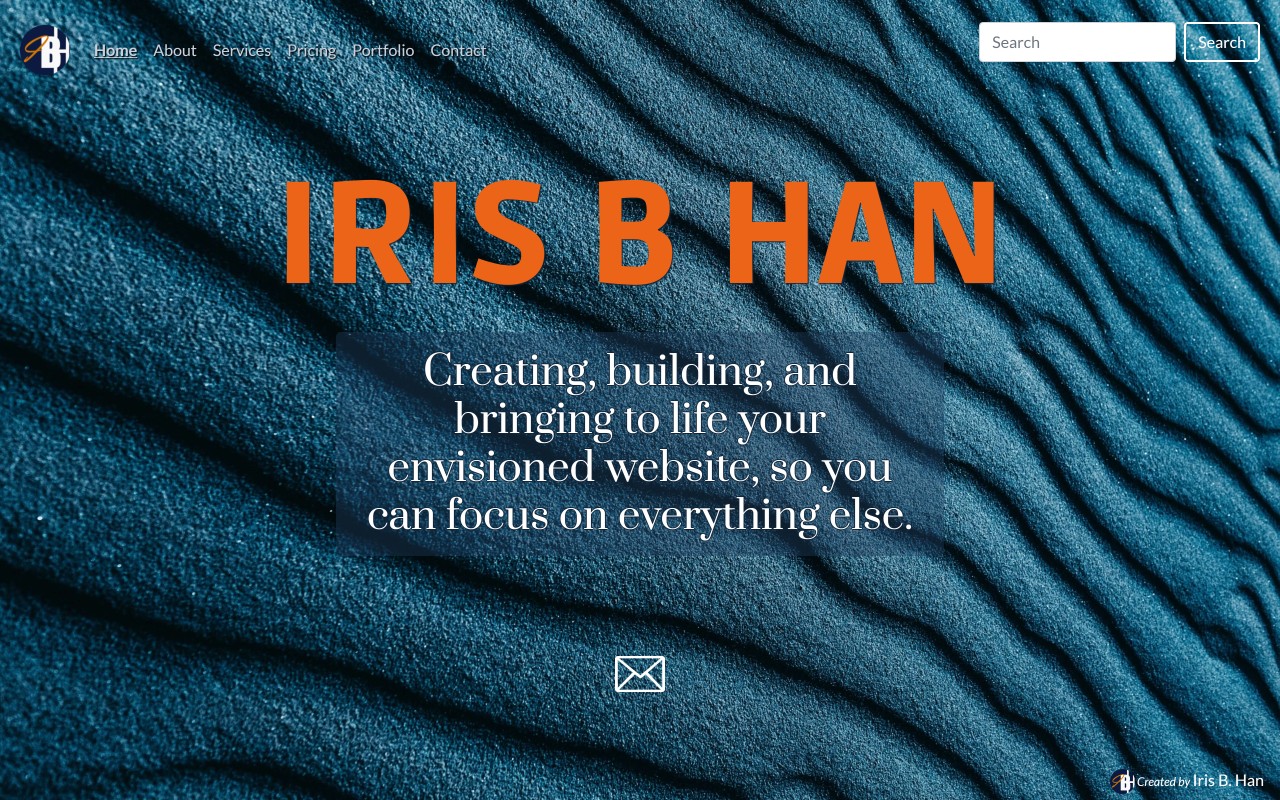 Home About Services Pricing Portfolio Contact Search Search
IRIS B HAN
Creating, building, and
bringing to life your
envisioned website, so you
can focus on everything else.
Created by Iris B. Han